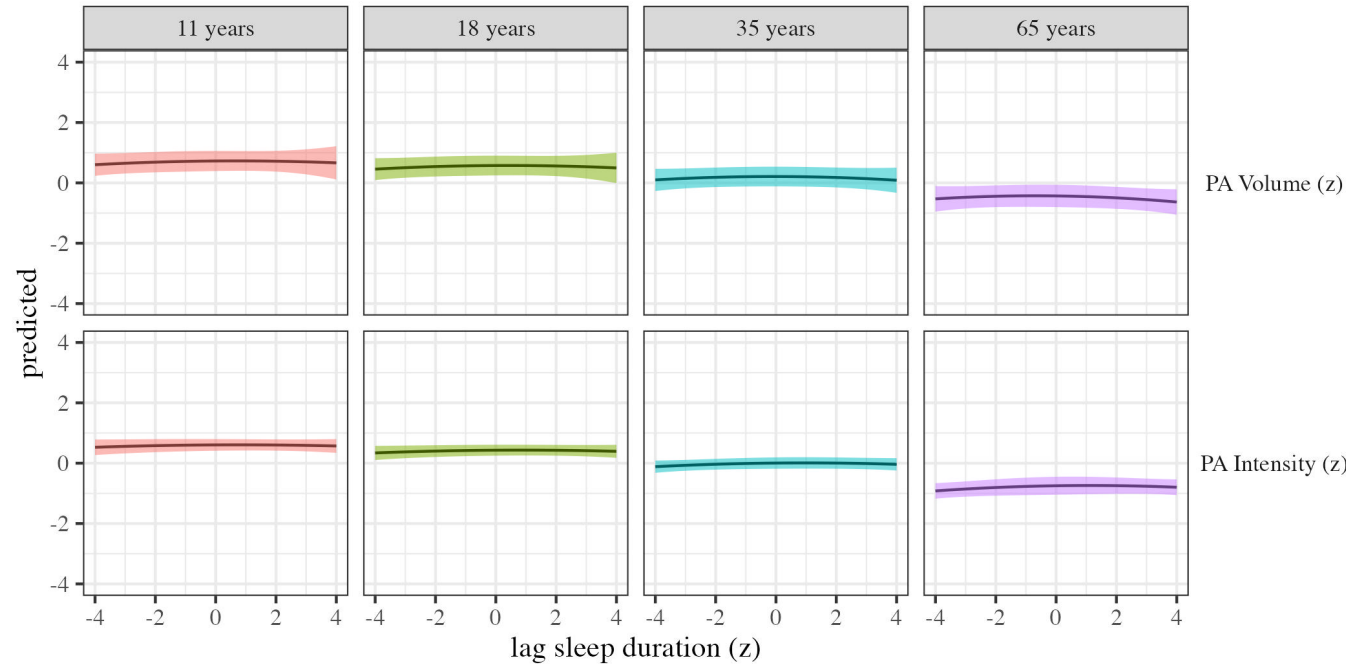 11 years 18 years 35 years 65 years
4
2
0
-2
-4
PA Volume (z)
predicted
4
2
0
-2
-4
PA Intensity (z)
-4 -2 0 2 4 -4 -2 0 2 4 -4 -2 0 2 4 -4 -2 0 2 4
lag sleep duration (z)